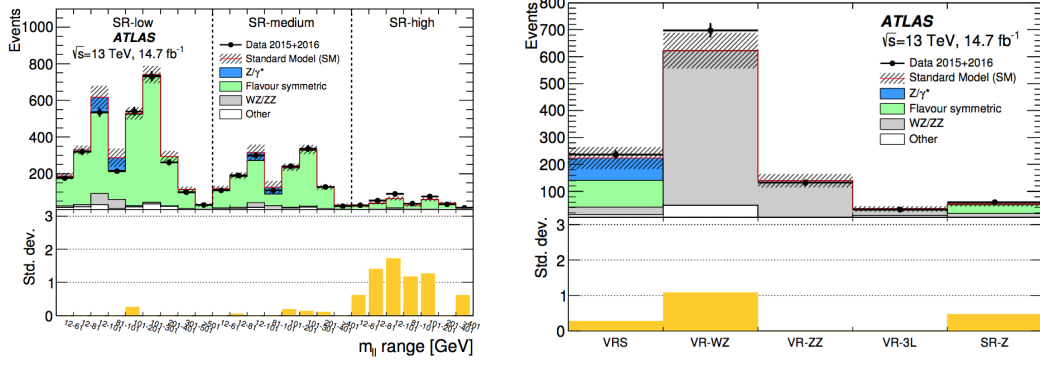 Events
1000
800
600
400
200
SR-low
SR-medium
SR-high
ATLAS
√s=13 TeV, 14.7 fb⁻¹
Data 2015+2016
Standard Model (SM)
Z/γ*
Flavour symmetric
WZ/ZZ
Other
Std. dev.
3
2
1
0
m_ll range [GeV]
Events
800
700
600
500
400
300
200
100
ATLAS
√s=13 TeV, 14.7 fb⁻¹
Data 2015+2016
Standard Model (SM)
Z/γ*
Flavour symmetric
WZ/ZZ
Other
Std. dev.
3
2
1
0
VRS
VR-WZ
VR-ZZ
VR-3L
SR-Z